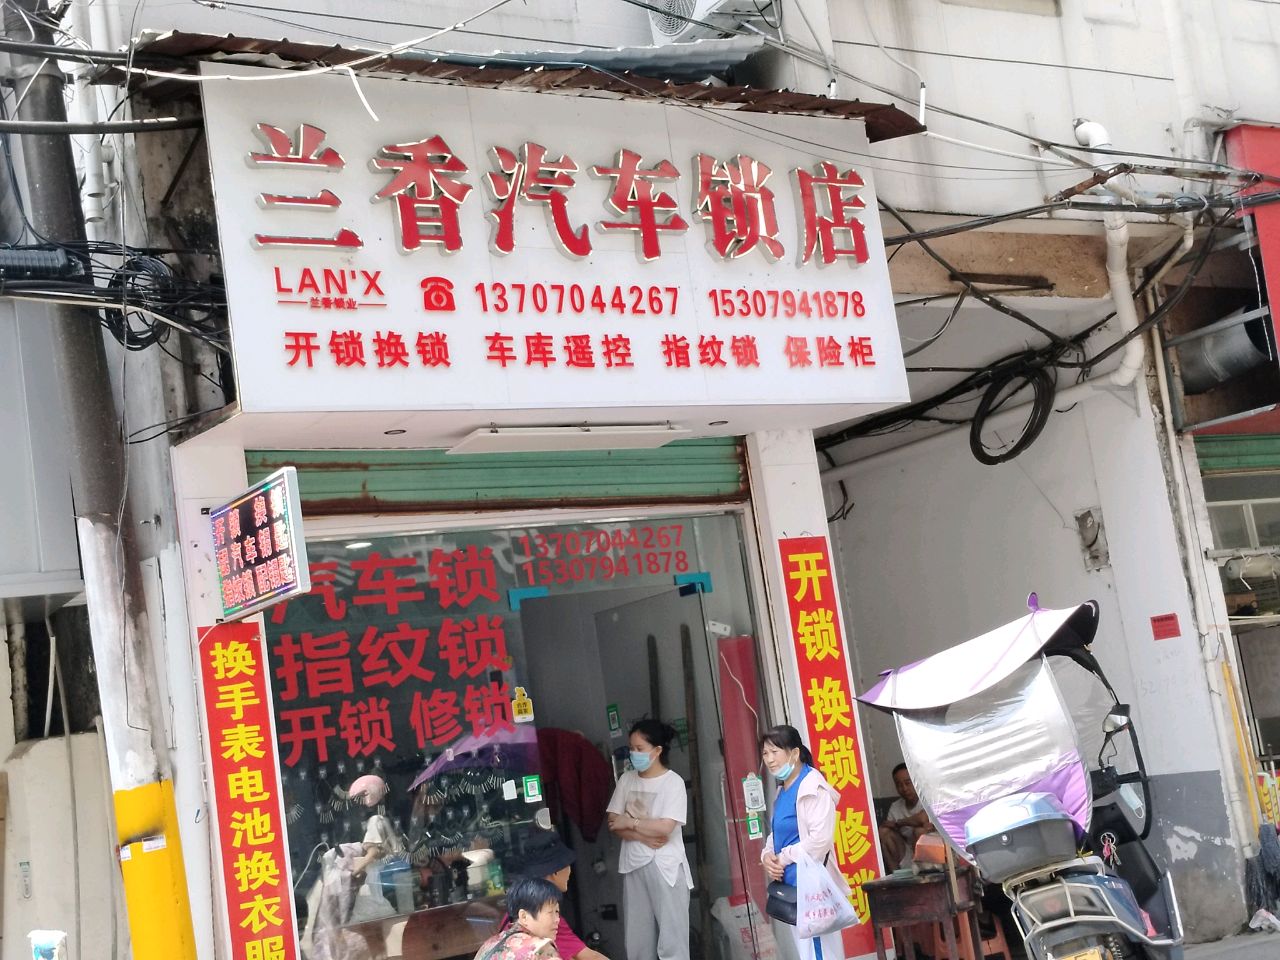 兰香汽车锁店
LAN'X
兰香锁业
☎ 13707044267 15307941878
开锁换锁 车库遥控 指纹锁 保险柜
汽车锁
13707044267
15307941878
指纹锁
开锁 修锁
换手表电池换衣服
开锁 换锁 修锁